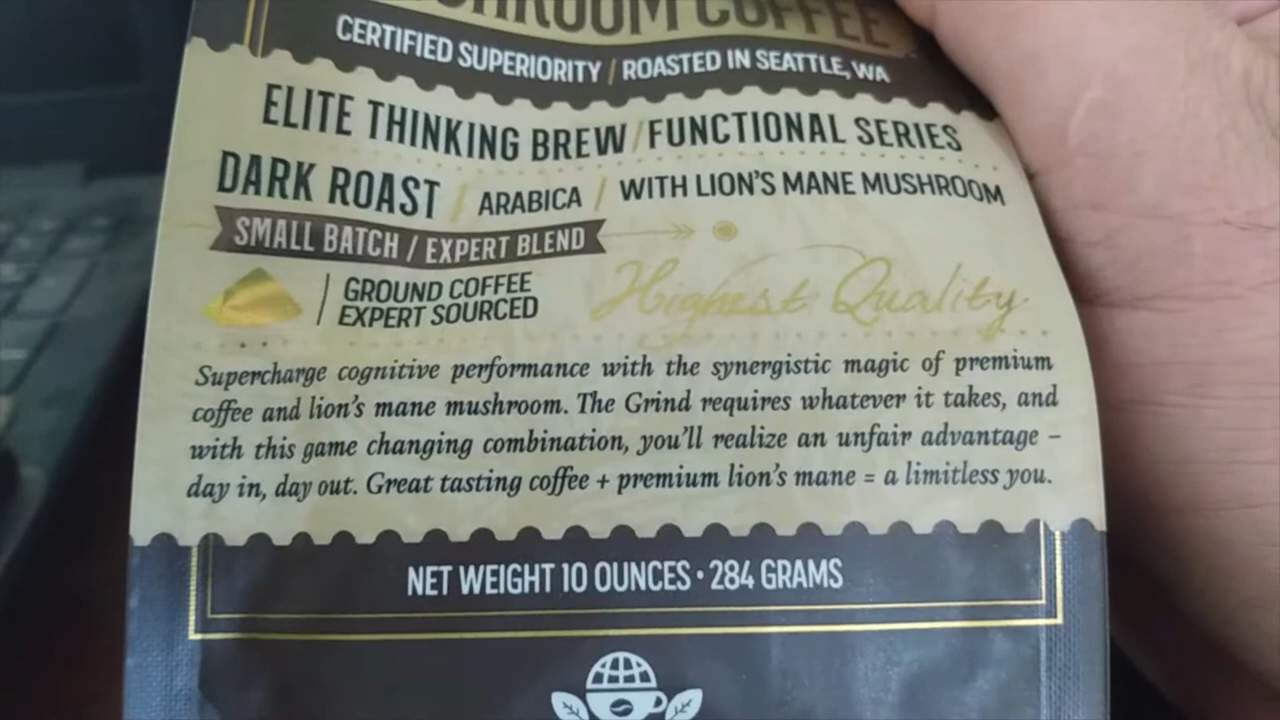 MUSHROOM COFFEE
CERTIFIED SUPERIORITY / ROASTED IN SEATTLE, WA
ELITE THINKING BREW / FUNCTIONAL SERIES
DARK ROAST / ARABICA / WITH LION'S MANE MUSHROOM
SMALL BATCH / EXPERT BLEND
GROUND COFFEE
EXPERT SOURCED
Highest Quality
Supercharge cognitive performance with the synergistic magic of premium
coffee and lion's mane mushroom. The Grind requires whatever it takes, and
with this game changing combination, you'll realize an unfair advantage –
day in, day out. Great tasting coffee + premium lion's mane = a limitless you.
NET WEIGHT 10 OUNCES • 284 GRAMS